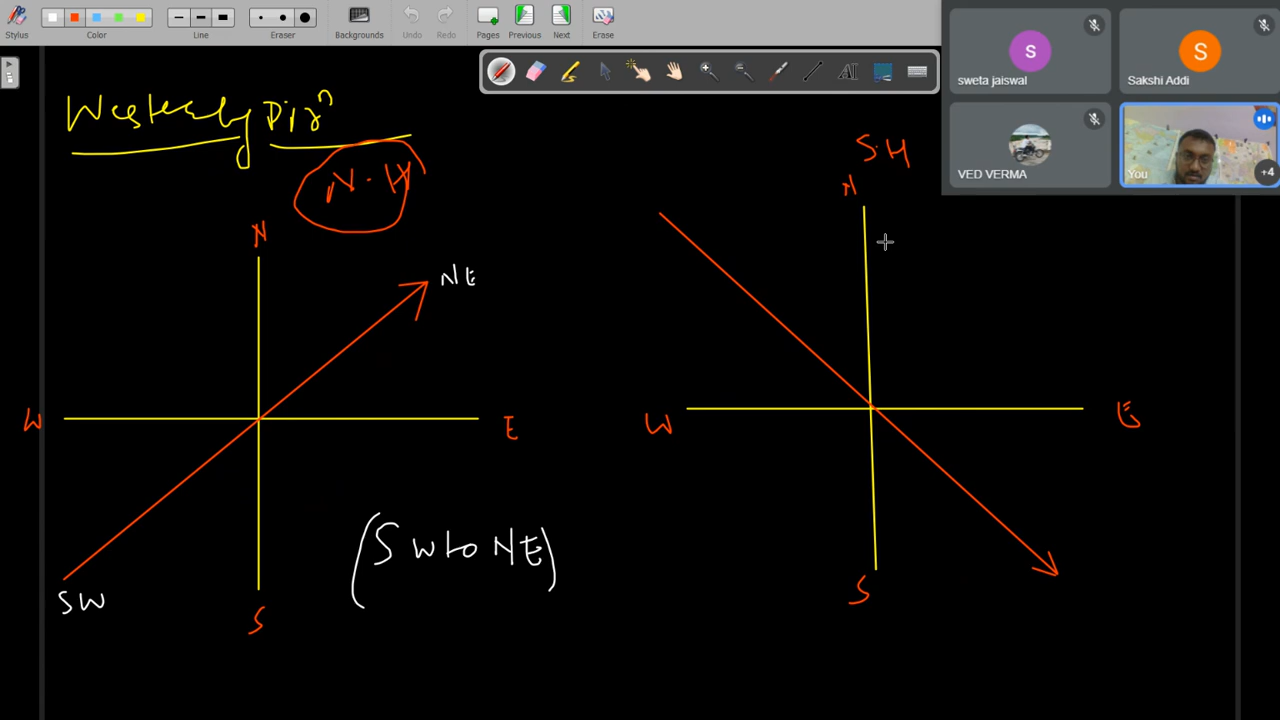 Stylus
Color
Line
Eraser
Backgrounds
Undo
Redo
Pages
Previous
Next
Erase
S
sweta jaiswal
S
Sakshi Addi
VED VERMA
You
+4
Westerly Dirⁿ
N·H
S·H
N
N
NE
W
E
W
E
(SW to NE)
SW
S
S